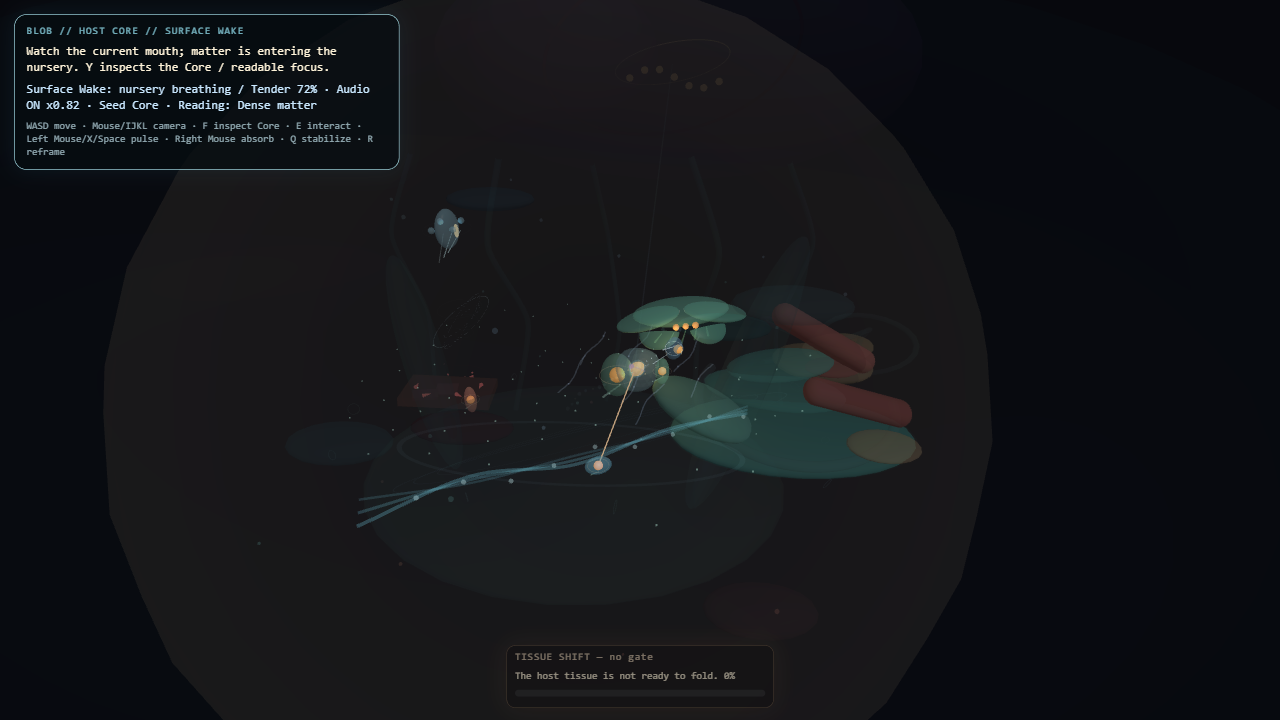 BLOB // HOST CORE // SURFACE WAKE
Watch the current mouth; matter is entering the
nursery. Y inspects the Core / readable focus.
Surface Wake: nursery breathing / Tender 72% · Audio
ON x0.82 · Seed Core · Reading: Dense matter
WASD move · Mouse/IJKL camera · F inspect Core · E interact ·
Left Mouse/X/Space pulse · Right Mouse absorb · Q stabilize · R
reframe
TISSUE SHIFT — no gate
The host tissue is not ready to fold. 0%